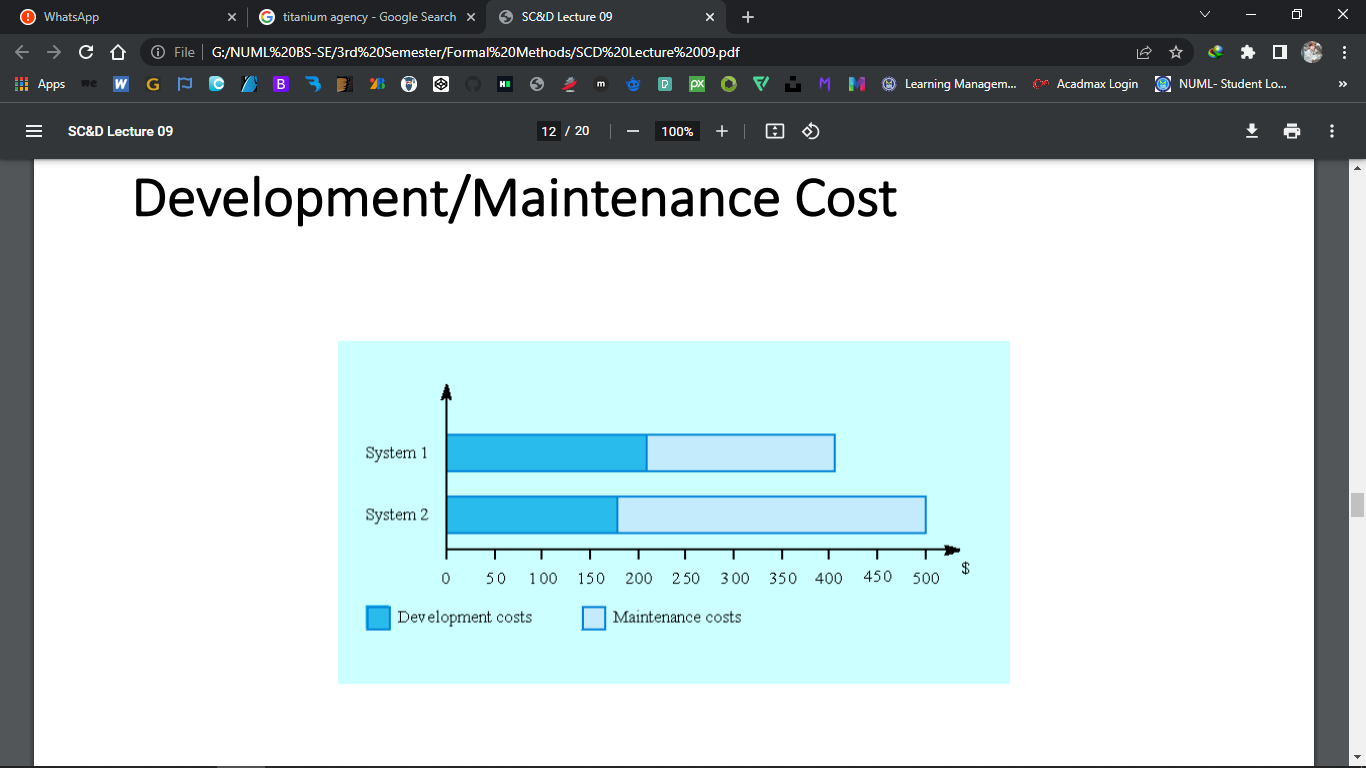 WhatsApp
titanium agency - Google Search
SC&D Lecture 09
File
G:/NUML%20BS-SE/3rd%20Semester/Formal%20Methods/SCD%20Lecture%2009.pdf
Apps
Learning Managem...
Acadmax Login
NUML- Student Lo...
SC&D Lecture 09
12 / 20
100%
Development/Maintenance Cost
System 1
System 2
0 50 100 150 200 250 300 350 400 450 500
$
Development costs
Maintenance costs